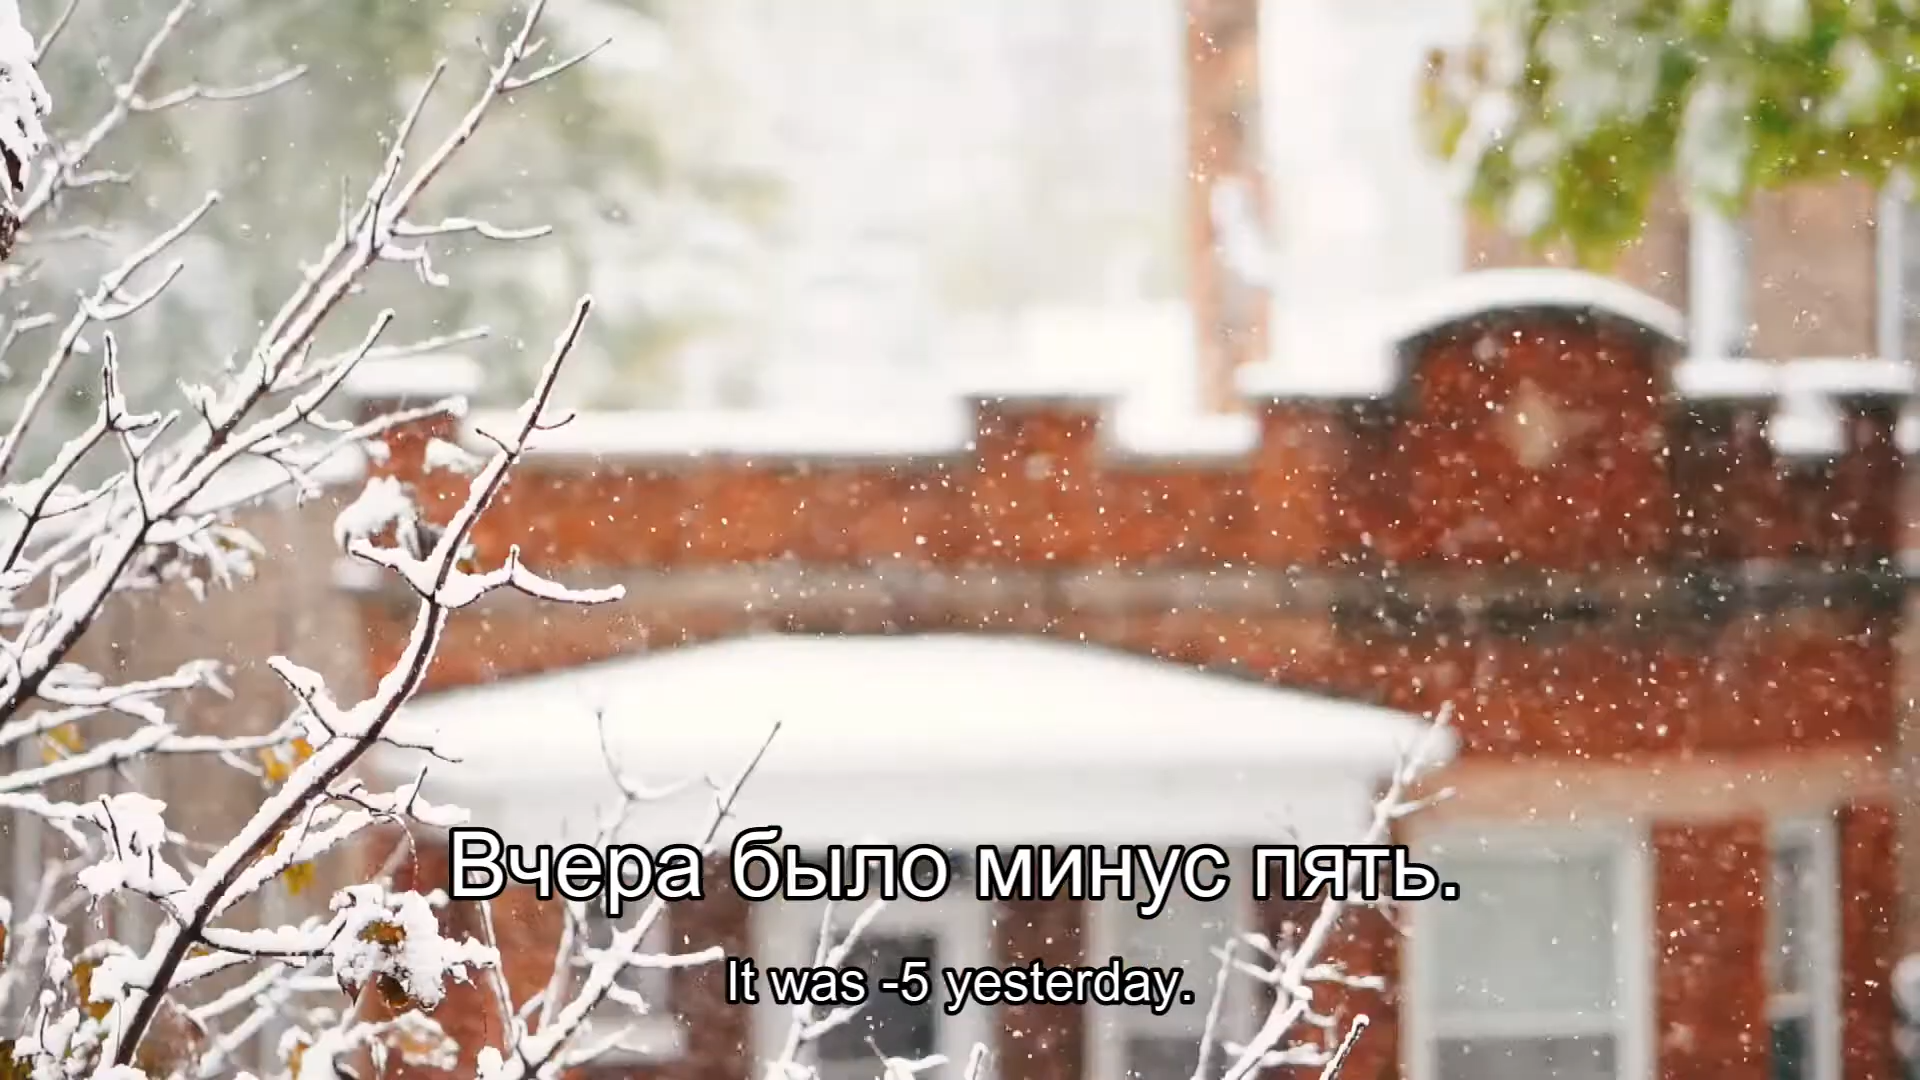 Вчера было минус пять.
It was -5 yesterday.